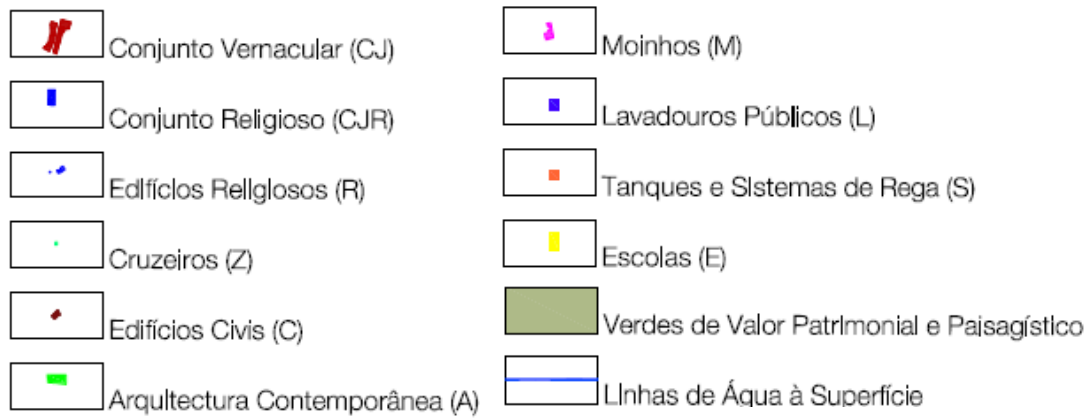 Conjunto Vernacular (CJ)
Conjunto Religioso (CJR)
Edifícios Religiosos (R)
Cruzeiros (Z)
Edifícios Civis (C)
Arquitectura Contemporânea (A)
Moinhos (M)
Lavadouros Públicos (L)
Tanques e Sistemas de Rega (S)
Escolas (E)
Verdes de Valor Patrimonial e Paisagístico
Linhas de Água à Superfície